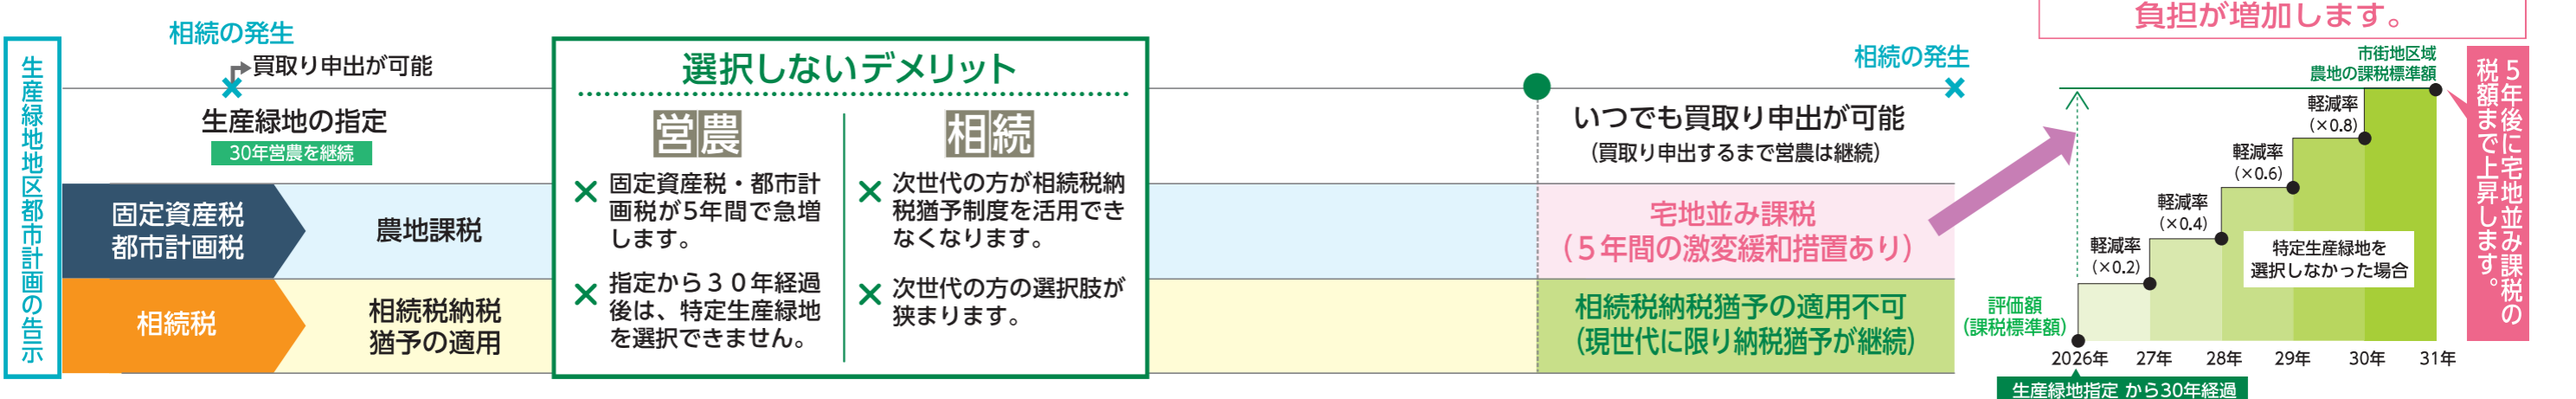 生産緑地地区都市計画の告示
相続の発生
買取り申出が可能
生産緑地の指定
30年営農を継続
固定資産税
都市計画税
農地課税
相続税
相続税納税
猶予の適用
選択しないデメリット
営農
× 固定資産税・都市計
画税が5年間で急増
します。
× 指定から３０年経過
後は、特定生産緑地
を選択できません。
相続
× 次世代の方が相続税納
税猶予制度を活用でき
なくなります。
× 次世代の方の選択肢が
狭まります。
相続の発生
いつでも買取り申出が可能
（買取り申出するまで営農は継続）
宅地並み課税
（５年間の激変緩和措置あり）
相続税納税猶予の適用不可
（現世代に限り納税猶予が継続）
負担が増加します。
市街地区域
農地の課税標準額
軽減率
（×0.8）
軽減率
（×0.6）
軽減率
（×0.4）
軽減率
（×0.2）
特定生産緑地を
選択しなかった場合
評価額
（課税標準額）
2026年 27年 28年 29年 30年 31年
生産緑地指定 から30年経過
５年後に宅地並み課税の
税額まで上昇します。